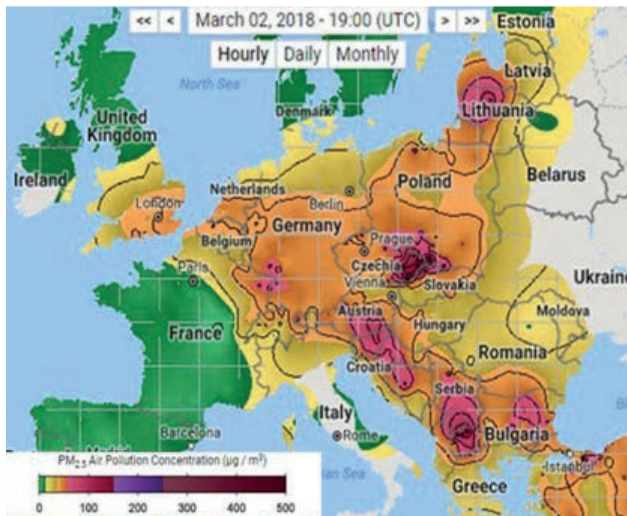 << < March 02, 2018 - 19:00 (UTC) > >>
Hourly Daily Monthly
Estonia
North Sea
Latvia
Denmark
Lithuania
United
Kingdom
Ireland
Belarus
Netherlands
Poland
London
Berlin
Germany
Belgium
Prague
Paris
Czechia
Ukraine
Vienna
Slovakia
Austria
Moldova
France
Hungary
Romania
Croatia
Serbia
Italy
Barcelona
Rome
Bulgaria
PM2.5 Air Pollution Concentration (µg / m³)
Istanbul
Greece
0 100 200 300 400 500